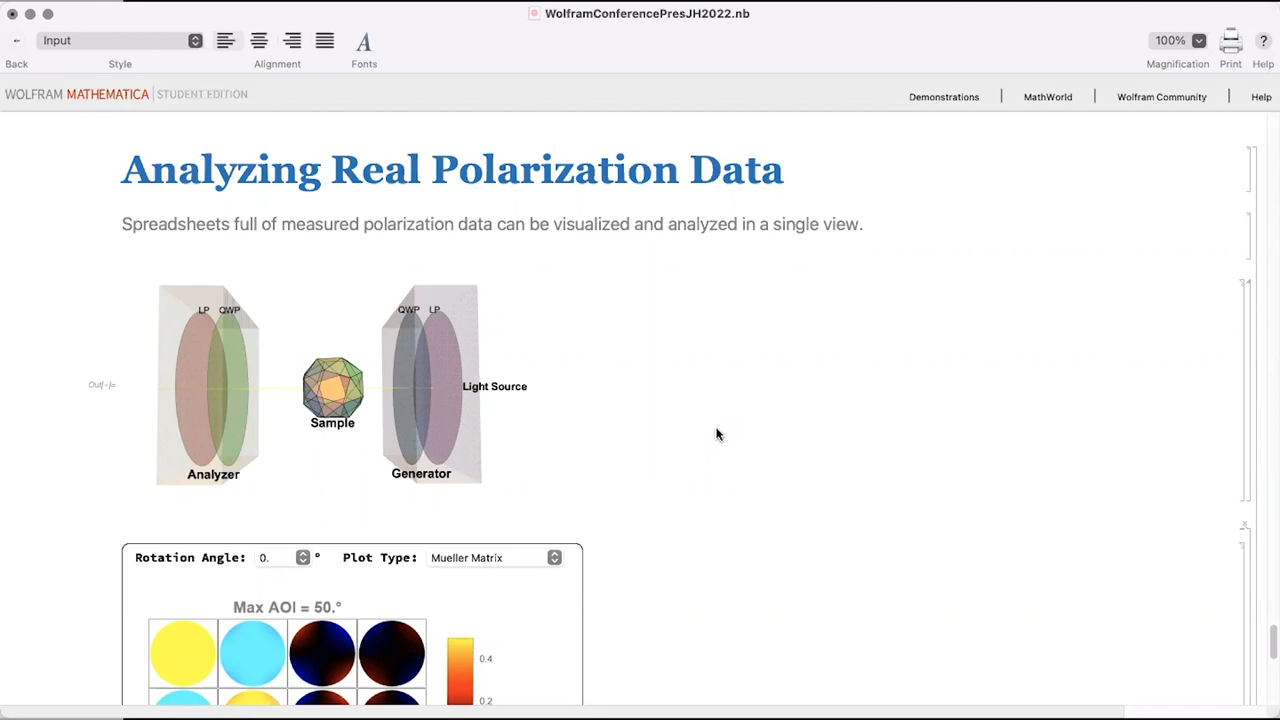 WolframConferencePresJH2022.nb
Input
100%
Back
Style
Alignment
Fonts
Magnification
Print
Help
WOLFRAM MATHEMATICA | STUDENT EDITION
Demonstrations
MathWorld
Wolfram Community
Help
Analyzing Real Polarization Data
Spreadsheets full of measured polarization data can be visualized and analyzed in a single view.
LP QWP
QWP LP
Out[-]=
Light Source
Sample
Analyzer
Generator
Rotation Angle: 0. ° Plot Type: Mueller Matrix
Max AOI = 50.°
0.4
0.2